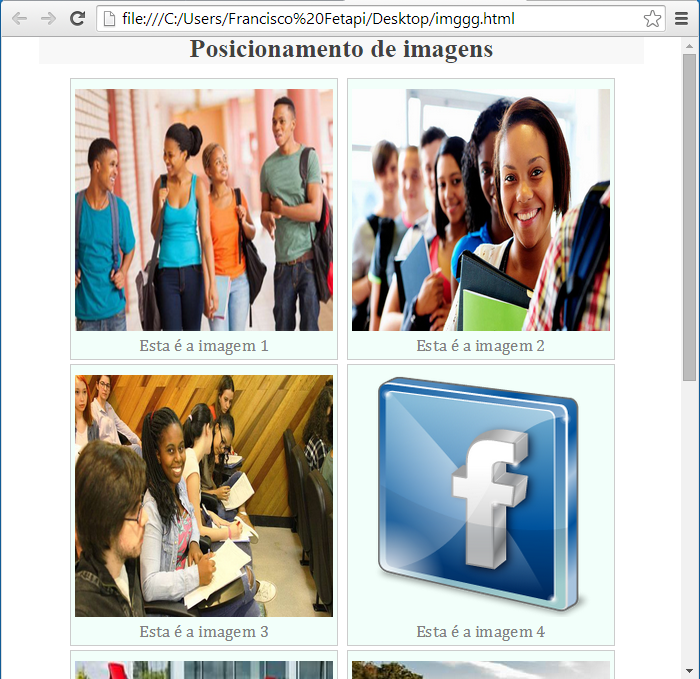 file:///C:/Users/Francisco%20Fetapi/Desktop/imggg.html
Posicionamento de imagens
Esta é a imagem 1
Esta é a imagem 2
Esta é a imagem 3
f
Esta é a imagem 4